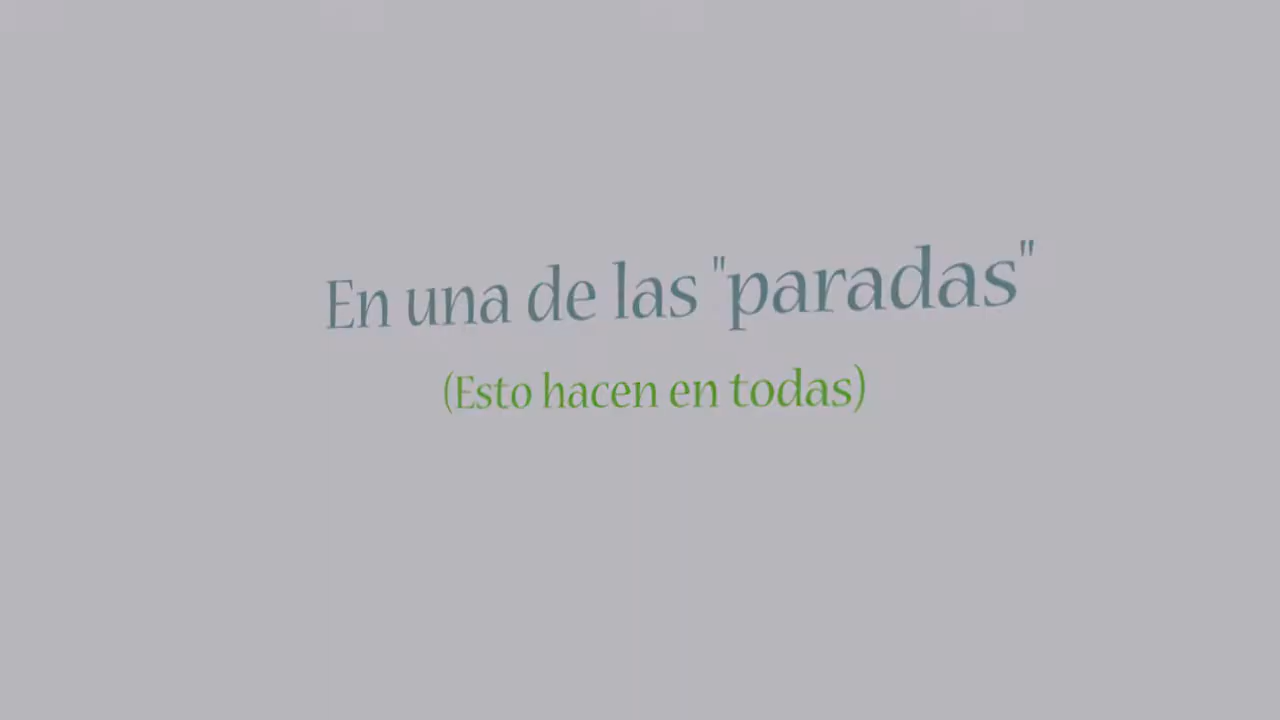 En una de las "paradas"
(Esto hacen en todas)